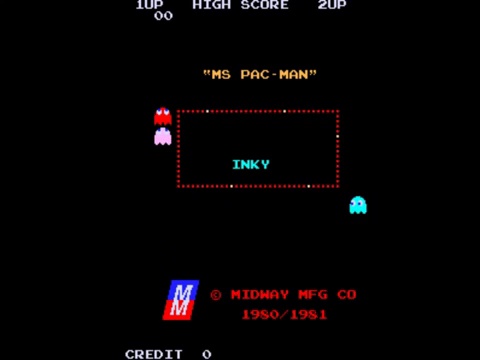 1UP HIGH SCORE 2UP
00
"MS PAC-MAN"
INKY
MM
© MIDWAY MFG CO
1980/1981
CREDIT 0